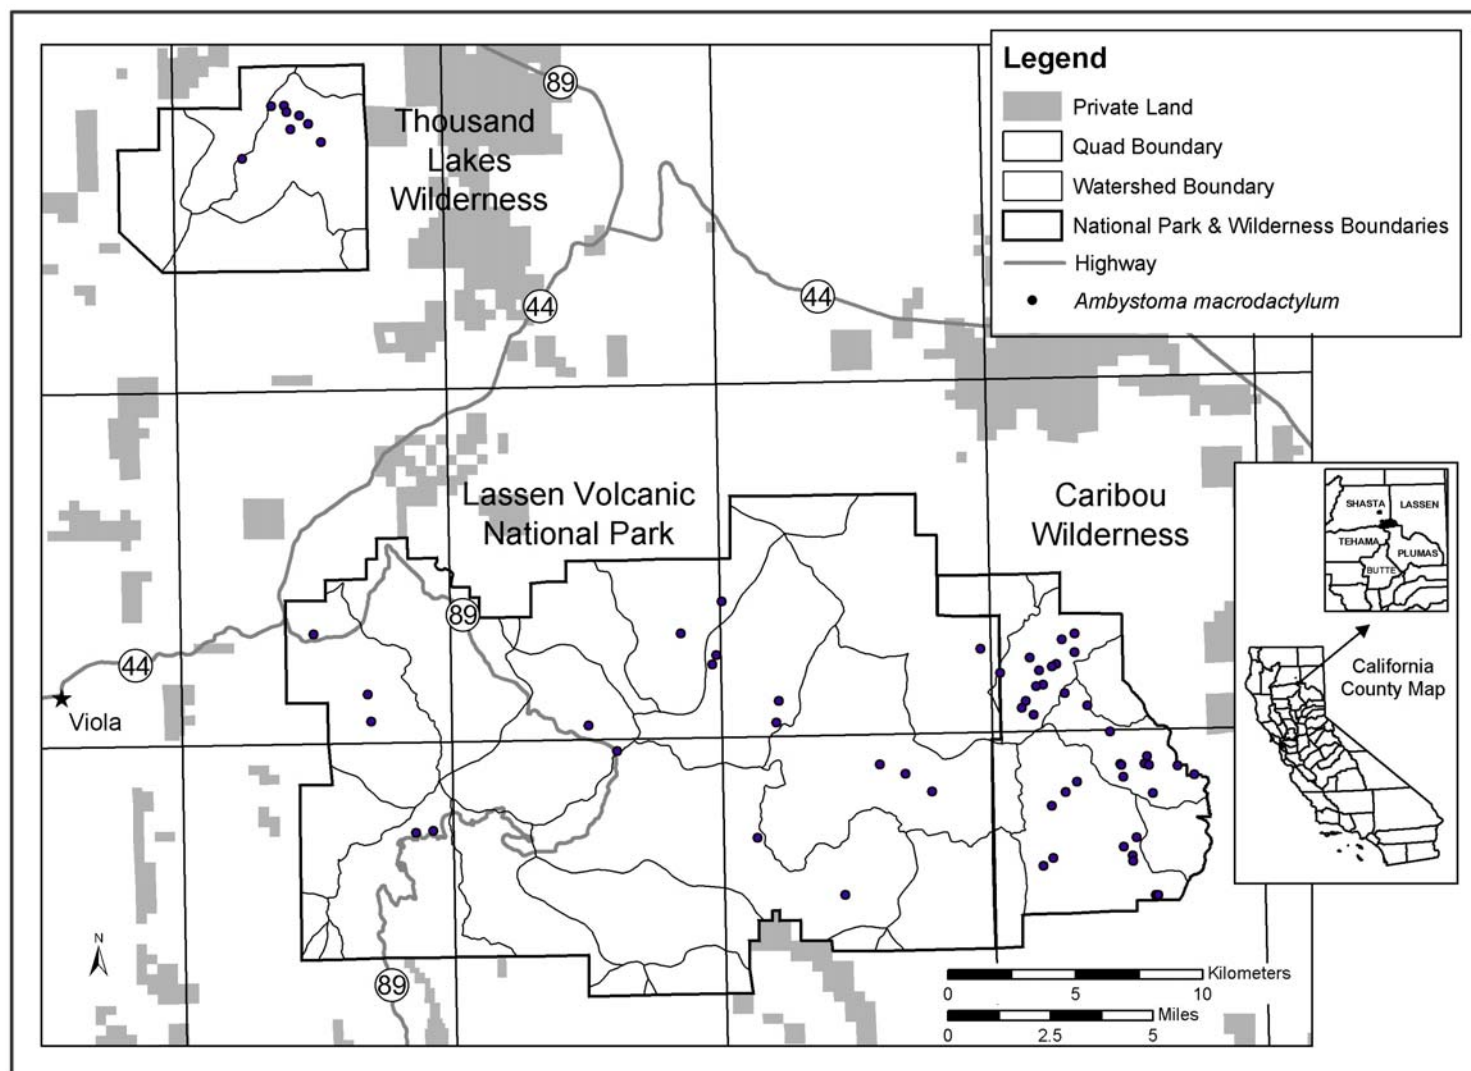 Legend
Private Land
Quad Boundary
Watershed Boundary
National Park & Wilderness Boundaries
Highway
Ambystoma macrodactylum
89
Thousand
Lakes
Wilderness
44
44
Lassen Volcanic
National Park
Caribou
Wilderness
SHASTA
LASSEN
TEHAMA
PLUMAS
BUTTE
89
44
Viola
California
County Map
N
89
Kilometers
0
5
10
Miles
0
2.5
5